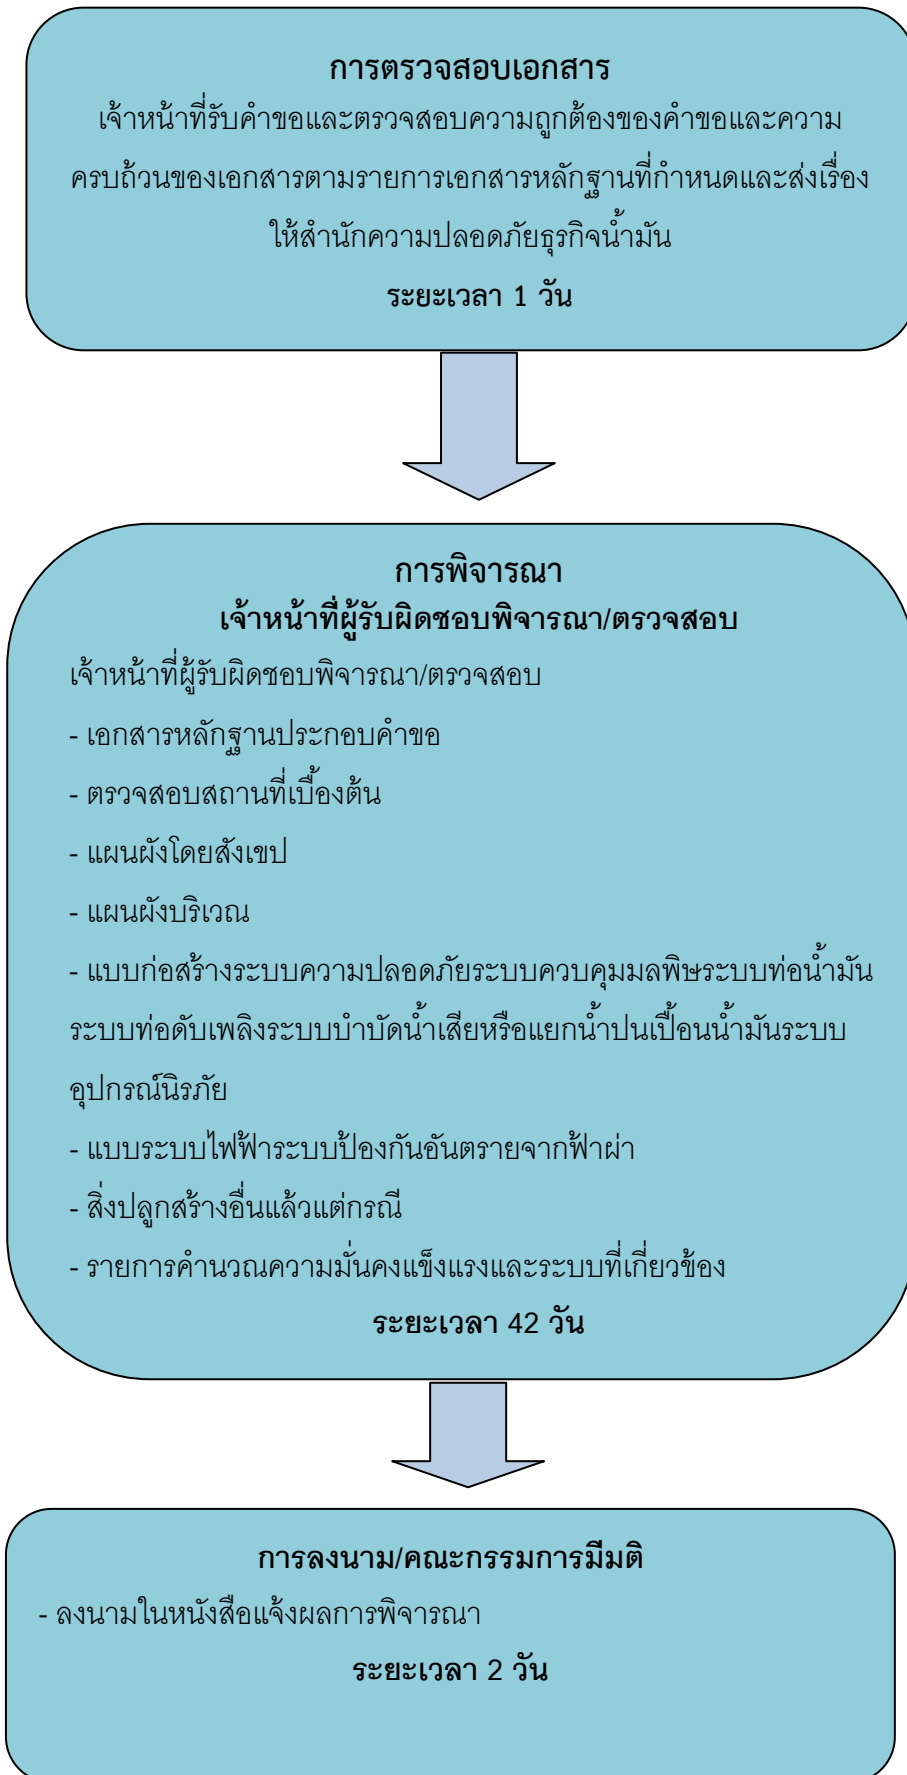 การตรวจสอบเอกสาร
เจ้าหน้าที่รับคำขอและตรวจสอบความถูกต้องของคำขอและความ
ครบถ้วนของเอกสารตามรายการเอกสารหลักฐานที่กำหนดและส่งเรื่อง
ให้สำนักความปลอดภัยธุรกิจน้ำมัน
ระยะเวลา 1 วัน
การพิจารณา
เจ้าหน้าที่ผู้รับผิดชอบพิจารณา/ตรวจสอบ
เจ้าหน้าที่ผู้รับผิดชอบพิจารณา/ตรวจสอบ
- เอกสารหลักฐานประกอบคำขอ
- ตรวจสอบสถานที่เบื้องต้น
- แผนผังโดยสังเขป
- แผนผังบริเวณ
- แบบก่อสร้างระบบความปลอดภัยระบบควบคุมมลพิษระบบท่อน้ำมัน
ระบบท่อดับเพลิงระบบบำบัดน้ำเสียหรือแยกน้ำปนเปื้อนน้ำมันระบบ
อุปกรณ์นิรภัย
- แบบระบบไฟฟ้าระบบป้องกันอันตรายจากฟ้าผ่า
- สิ่งปลูกสร้างอื่นแล้วแต่กรณี
- รายการคำนวณความมั่นคงแข็งแรงและระบบที่เกี่ยวข้อง
ระยะเวลา 42 วัน
การลงนาม/คณะกรรมการมีมติ
- ลงนามในหนังสือแจ้งผลการพิจารณา
ระยะเวลา 2 วัน